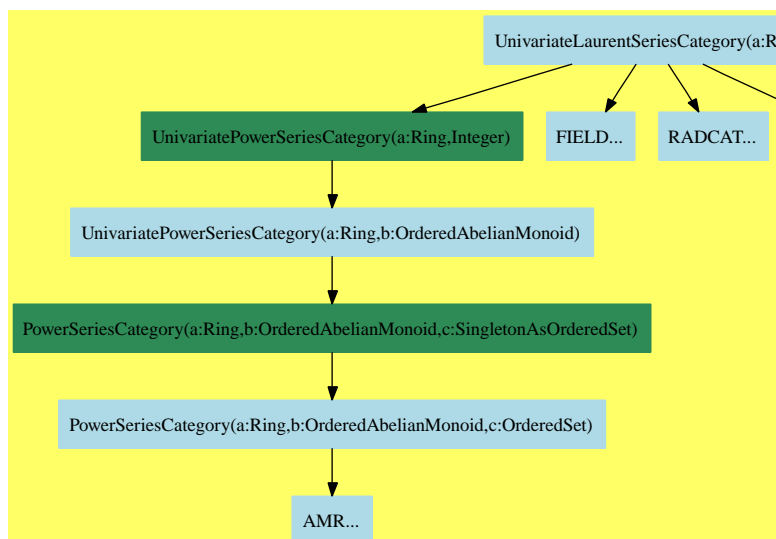 UnivariateLaurentSeriesCategory(a:R
UnivariatePowerSeriesCategory(a:Ring,Integer)
FIELD...
RADCAT...
UnivariatePowerSeriesCategory(a:Ring,b:OrderedAbelianMonoid)
PowerSeriesCategory(a:Ring,b:OrderedAbelianMonoid,c:SingletonAsOrderedSet)
PowerSeriesCategory(a:Ring,b:OrderedAbelianMonoid,c:OrderedSet)
AMR...